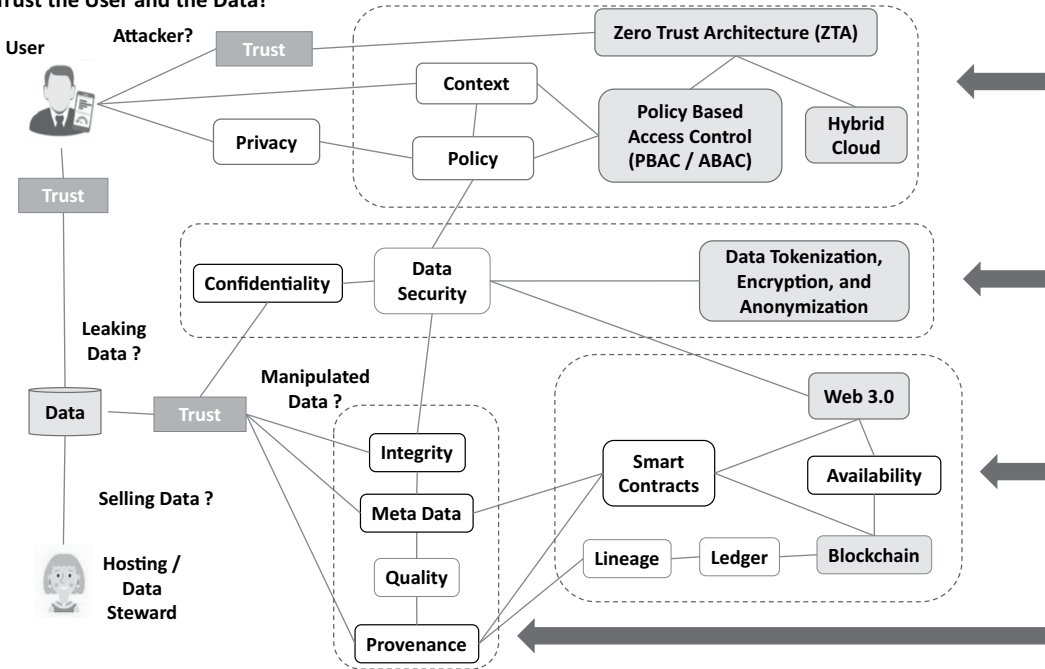 Trust the User and the Data?
User
Attacker?
Trust
Zero Trust Architecture (ZTA)
Context
Policy Based
Access Control
(PBAC / ABAC)
Hybrid
Cloud
Privacy
Policy
Trust
Confidentiality
Data
Security
Data Tokenization,
Encryption, and
Anonymization
Leaking
Data ?
Manipulated
Data ?
Web 3.0
Data
Trust
Integrity
Smart
Contracts
Availability
Selling Data ?
Meta Data
Hosting /
Data
Steward
Quality
Lineage
Ledger
Blockchain
Provenance